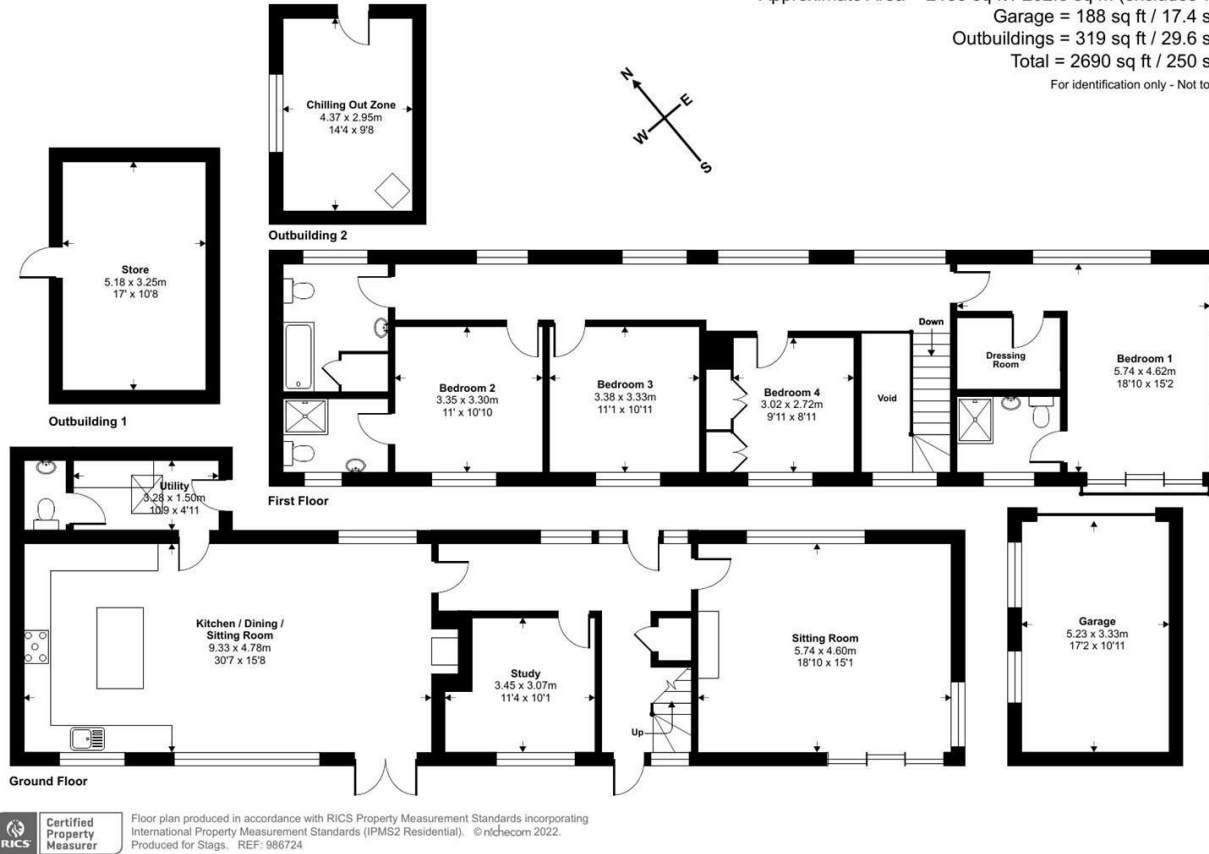 Garage = 188 sq ft / 17.4 s
Outbuildings = 319 sq ft / 29.6 s
Total = 2690 sq ft / 250 s
For identification only - Not to
N
E
W
S
Chilling Out Zone
4.37 x 2.95m
14'4 x 9'8
Outbuilding 2
Store
5.18 x 3.25m
17' x 10'8
Outbuilding 1
Down
Dressing
Room
Bedroom 1
5.74 x 4.62m
18'10 x 15'2
Bedroom 2
3.35 x 3.30m
11' x 10'10
Bedroom 3
3.38 x 3.33m
11'1 x 10'11
Bedroom 4
3.02 x 2.72m
9'11 x 8'11
Void
First Floor
Utility
3.28 x 1.50m
10'9 x 4'11
Kitchen / Dining /
Sitting Room
9.33 x 4.78m
30'7 x 15'8
Study
3.45 x 3.07m
11'4 x 10'1
Up
Sitting Room
5.74 x 4.60m
18'10 x 15'1
Garage
5.23 x 3.33m
17'2 x 10'11
Ground Floor
RICS
Certified
Property
Measurer
Floor plan produced in accordance with RICS Property Measurement Standards incorporating
International Property Measurement Standards (IPMS2 Residential). © nichecom 2022.
Produced for Stags. REF: 986724